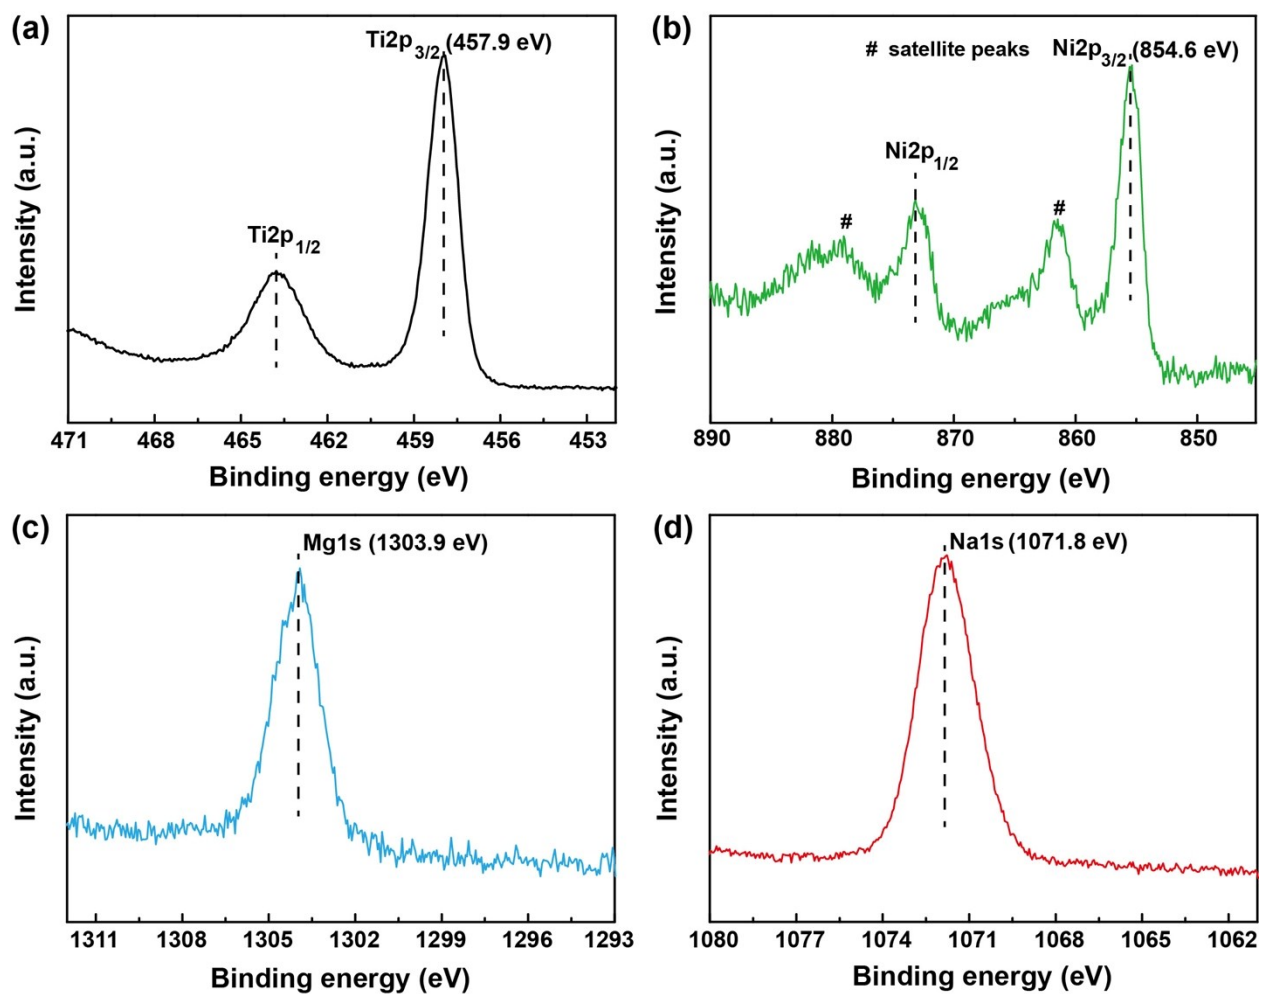 (a)
Ti2p3/2 (457.9 eV)
Ti2p1/2
Intensity (a.u.)
471 468 465 462 459 456 453
Binding energy (eV)
(b)
# satellite peaks
Ni2p3/2 (854.6 eV)
Ni2p1/2
#
#
Intensity (a.u.)
890 880 870 860 850
Binding energy (eV)
(c)
Mg1s (1303.9 eV)
Intensity (a.u.)
1311 1308 1305 1302 1299 1296 1293
Binding energy (eV)
(d)
Na1s (1071.8 eV)
Intensity (a.u.)
1080 1077 1074 1071 1068 1065 1062
Binding energy (eV)